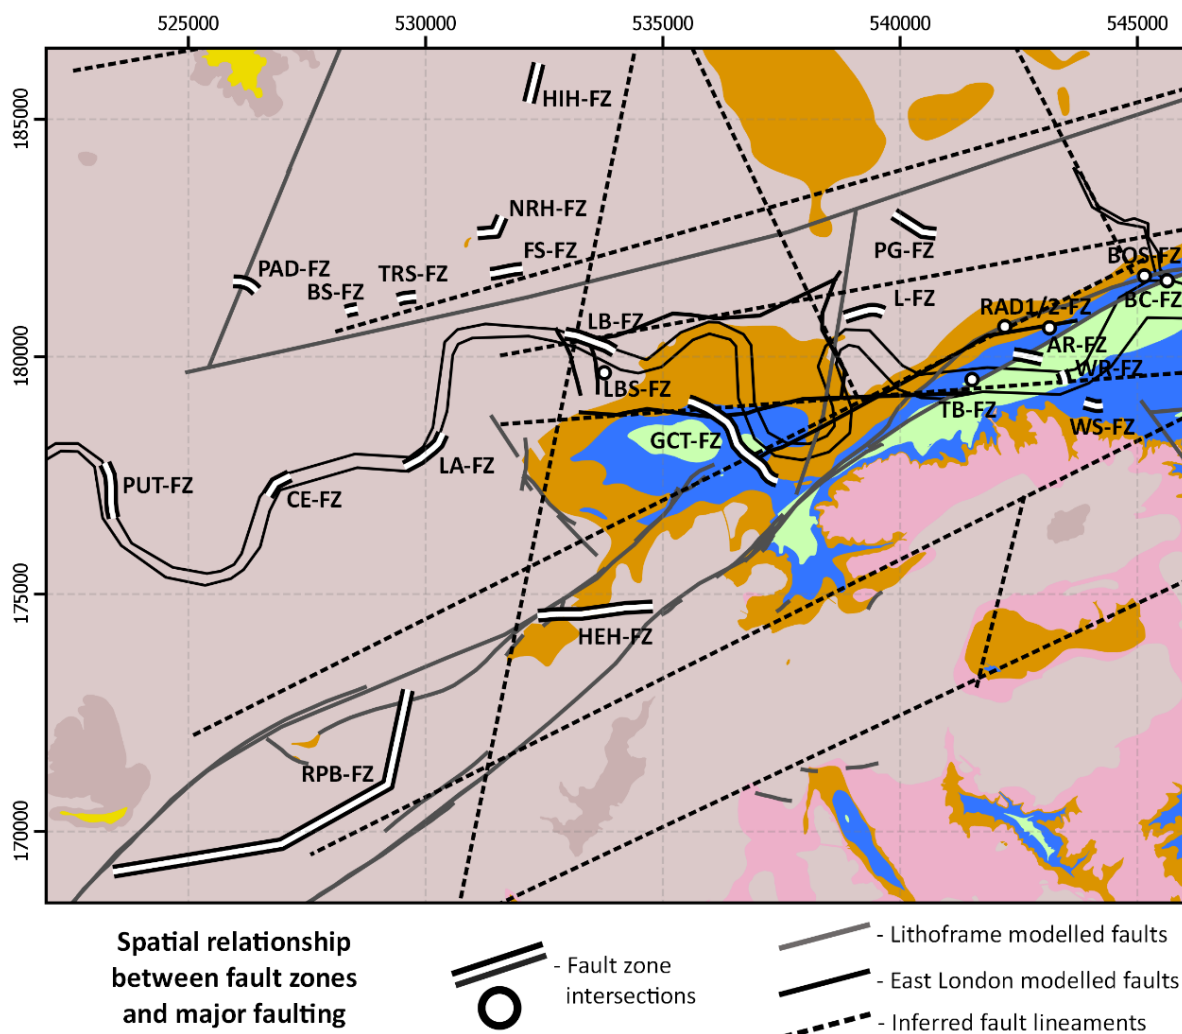 525000 530000 535000 540000 545000
1850000
1800000
175000
170000
HIH-FZ
NRH-FZ
FS-FZ
PAD-FZ
TRS-FZ
BS-FZ
PG-FZ
BOS-FZ
L-FZ
BC-FZ
RAD1/2-FZ
LB-FZ
AR-FZ
WR-FZ
LBS-FZ
TB-FZ
WS-FZ
GCT-FZ
LA-FZ
PUT-FZ
CE-FZ
HEH-FZ
RPB-FZ
Spatial relationship
between fault zones
and major faulting
- Fault zone
intersections
- Lithoframe modelled faults
- East London modelled faults
- Inferred fault lineaments